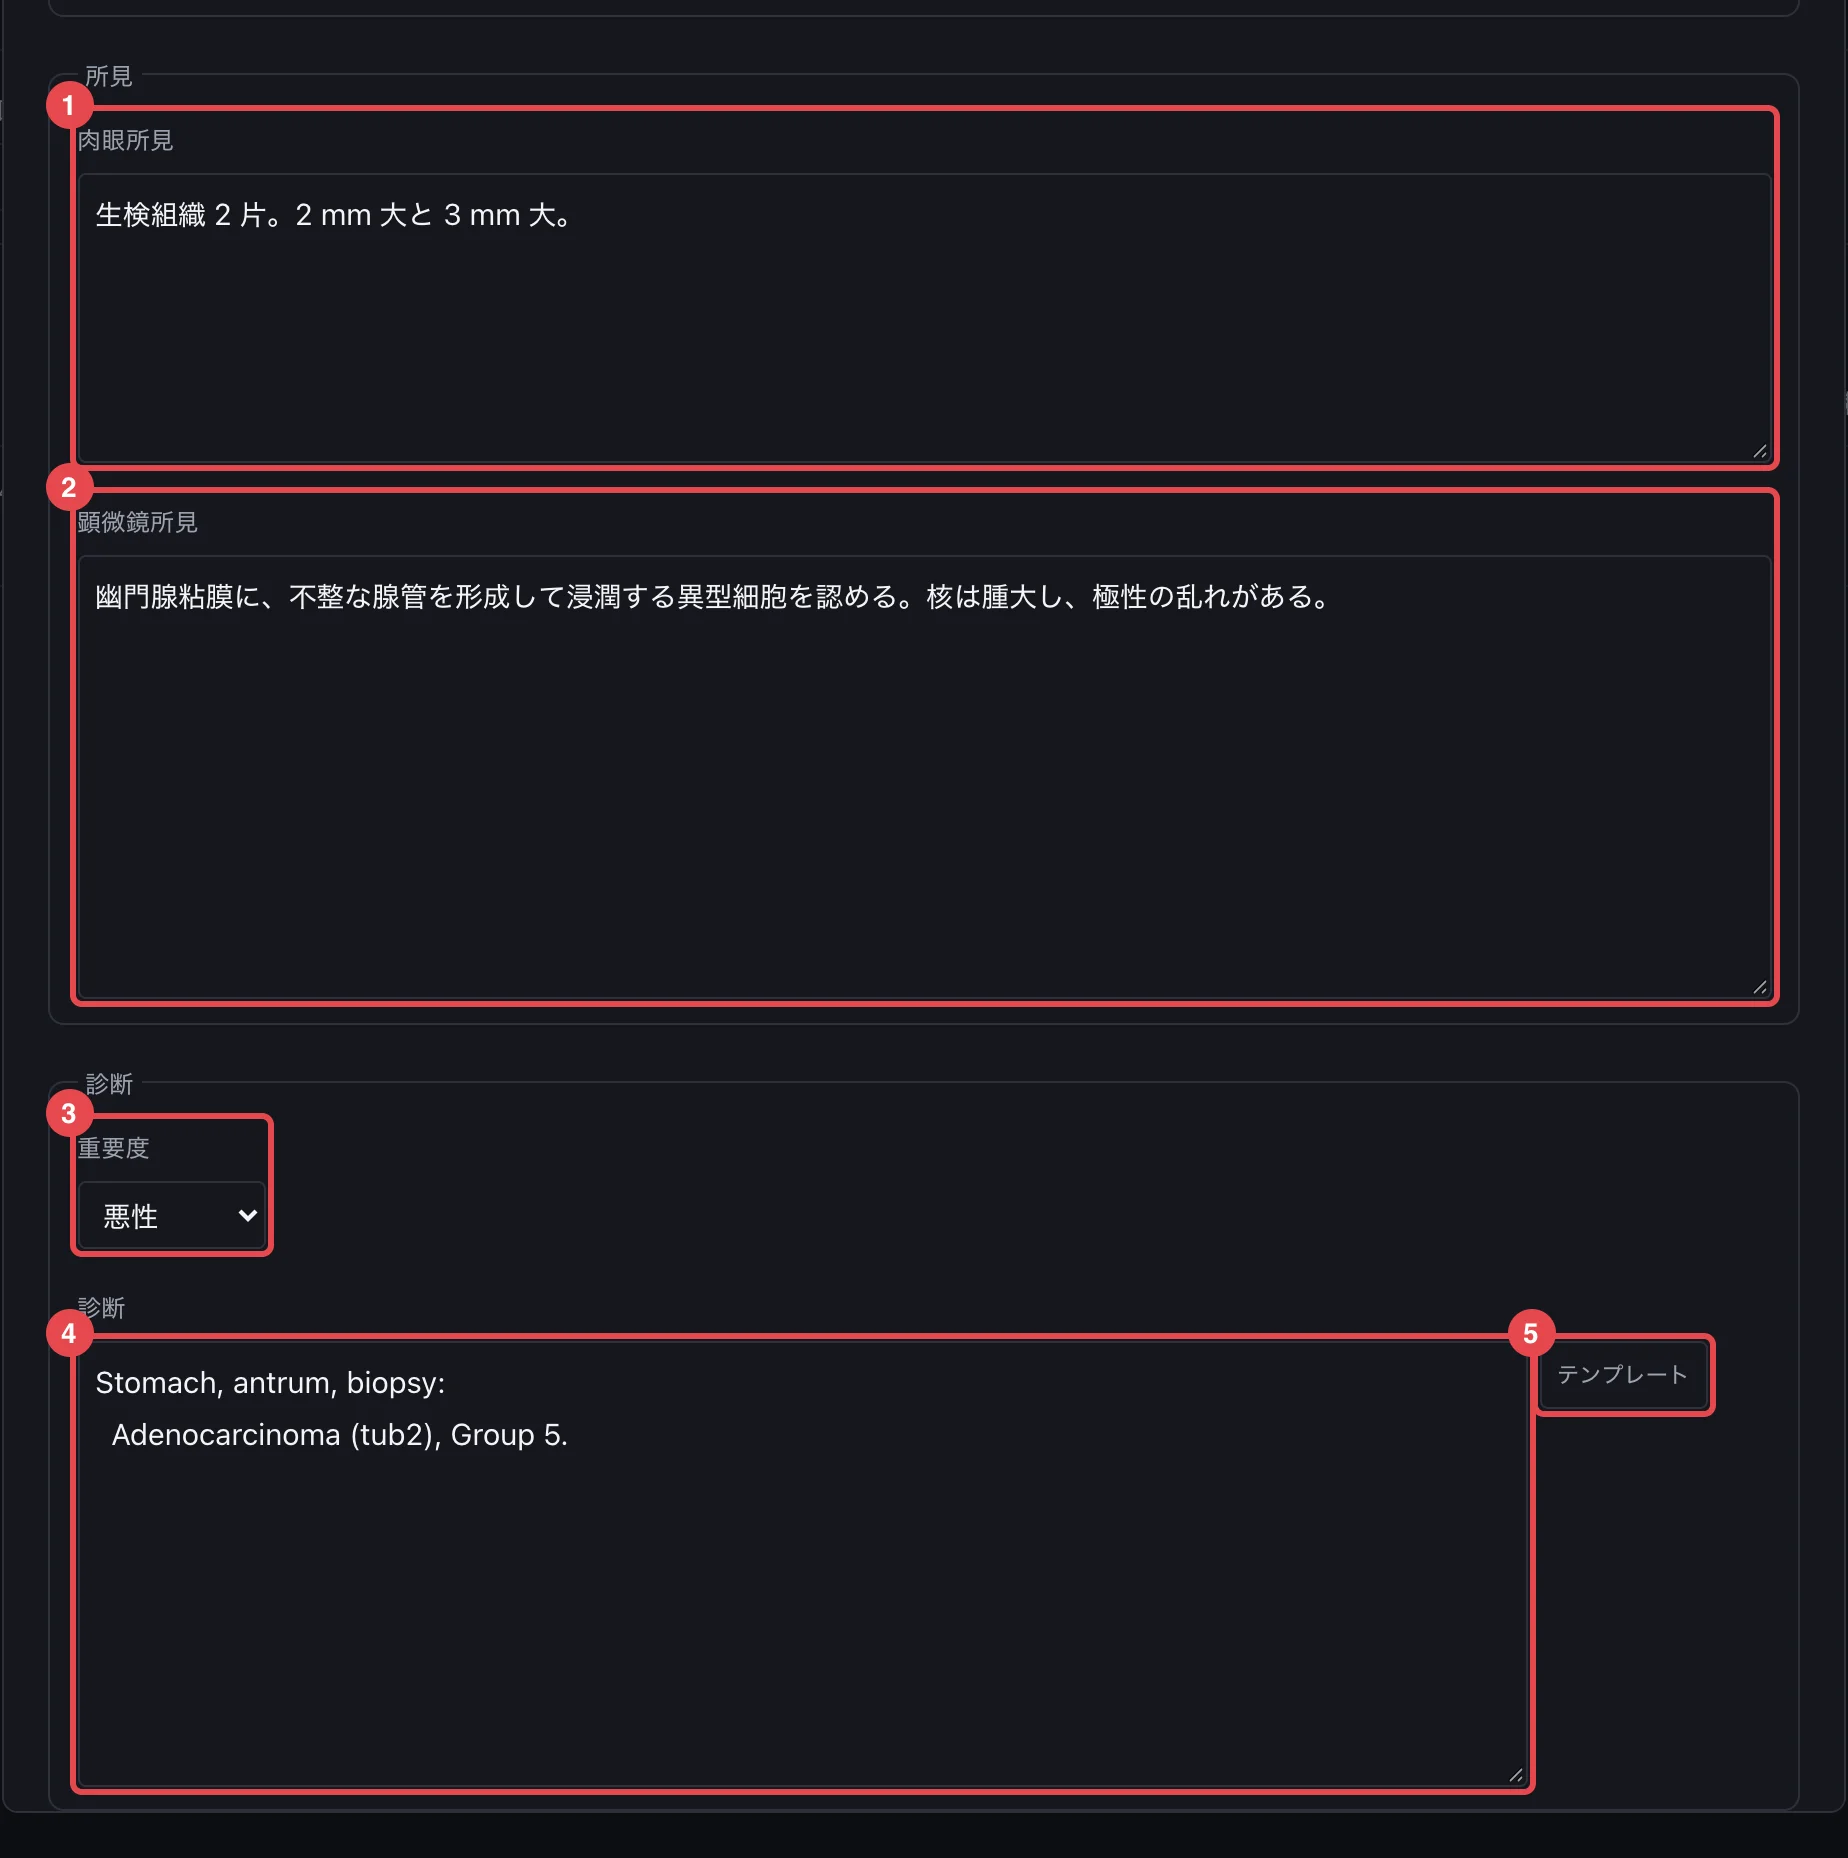 所見
1
肉眼所見
生検組織 2 片。2 mm 大と 3 mm 大。
2
顕微鏡所見
幽門腺粘膜に、不整な腺管を形成して浸潤する異型細胞を認める。核は腫大し、極性の乱れがある。
診断
3
重要度
悪性
診断
4
5
Stomach, antrum, biopsy:
テンプレート
Adenocarcinoma (tub2), Group 5.